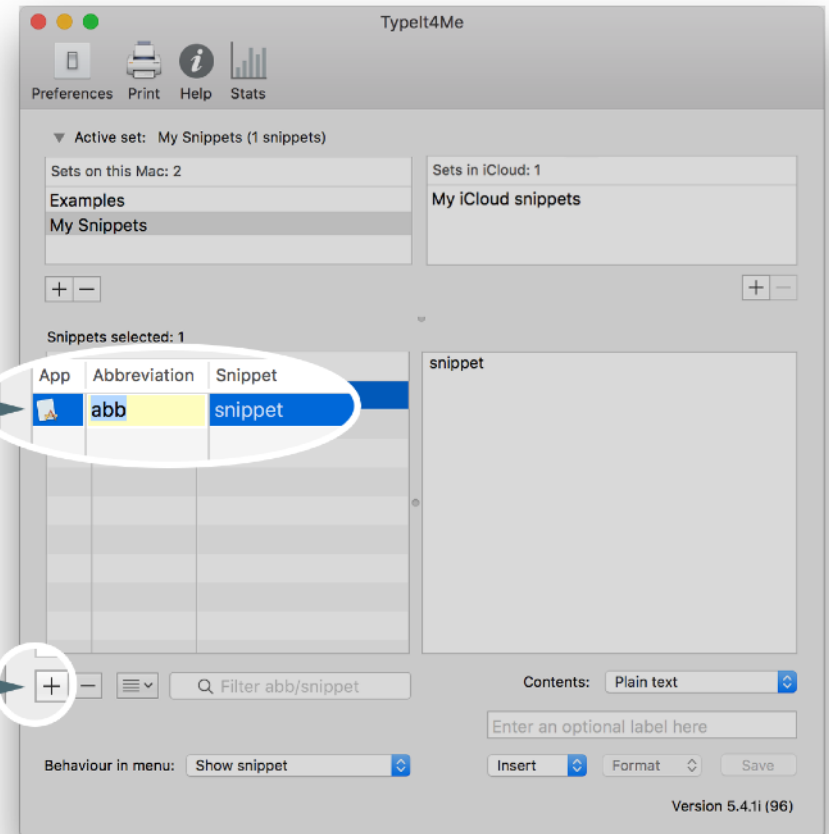 TypeIt4Me
Preferences Print Help Stats
Active set: My Snippets (1 snippets)
Sets on this Mac: 2
Examples
My Snippets
Sets in iCloud: 1
My iCloud snippets
Snippets selected: 1
App Abbreviation Snippet
abb snippet
snippet
Filter abb/snippet
Contents: Plain text
Enter an optional label here
Behaviour in menu: Show snippet
Insert Format Save
Version 5.4.1i (96)